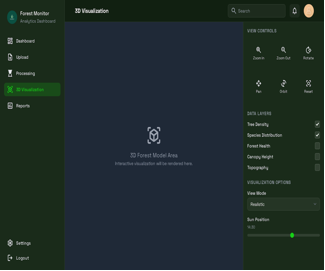 Forest Monitor
Analytics Dashboard
3D Visualization
Search
Dashboard
Upload
Processing
3D Visualization
Reports
Settings
Logout
3D Forest Model Area
Interactive visualization will be rendered here
VIEW CONTROLS
Zoom In
Zoom Out
Rotate
Pan
Orbit
Reset
DATA LAYERS
Tree Density
Species Distribution
Forest Health
Canopy Height
Topography
VISUALIZATION OPTIONS
View Mode
Realistic
Sun Position